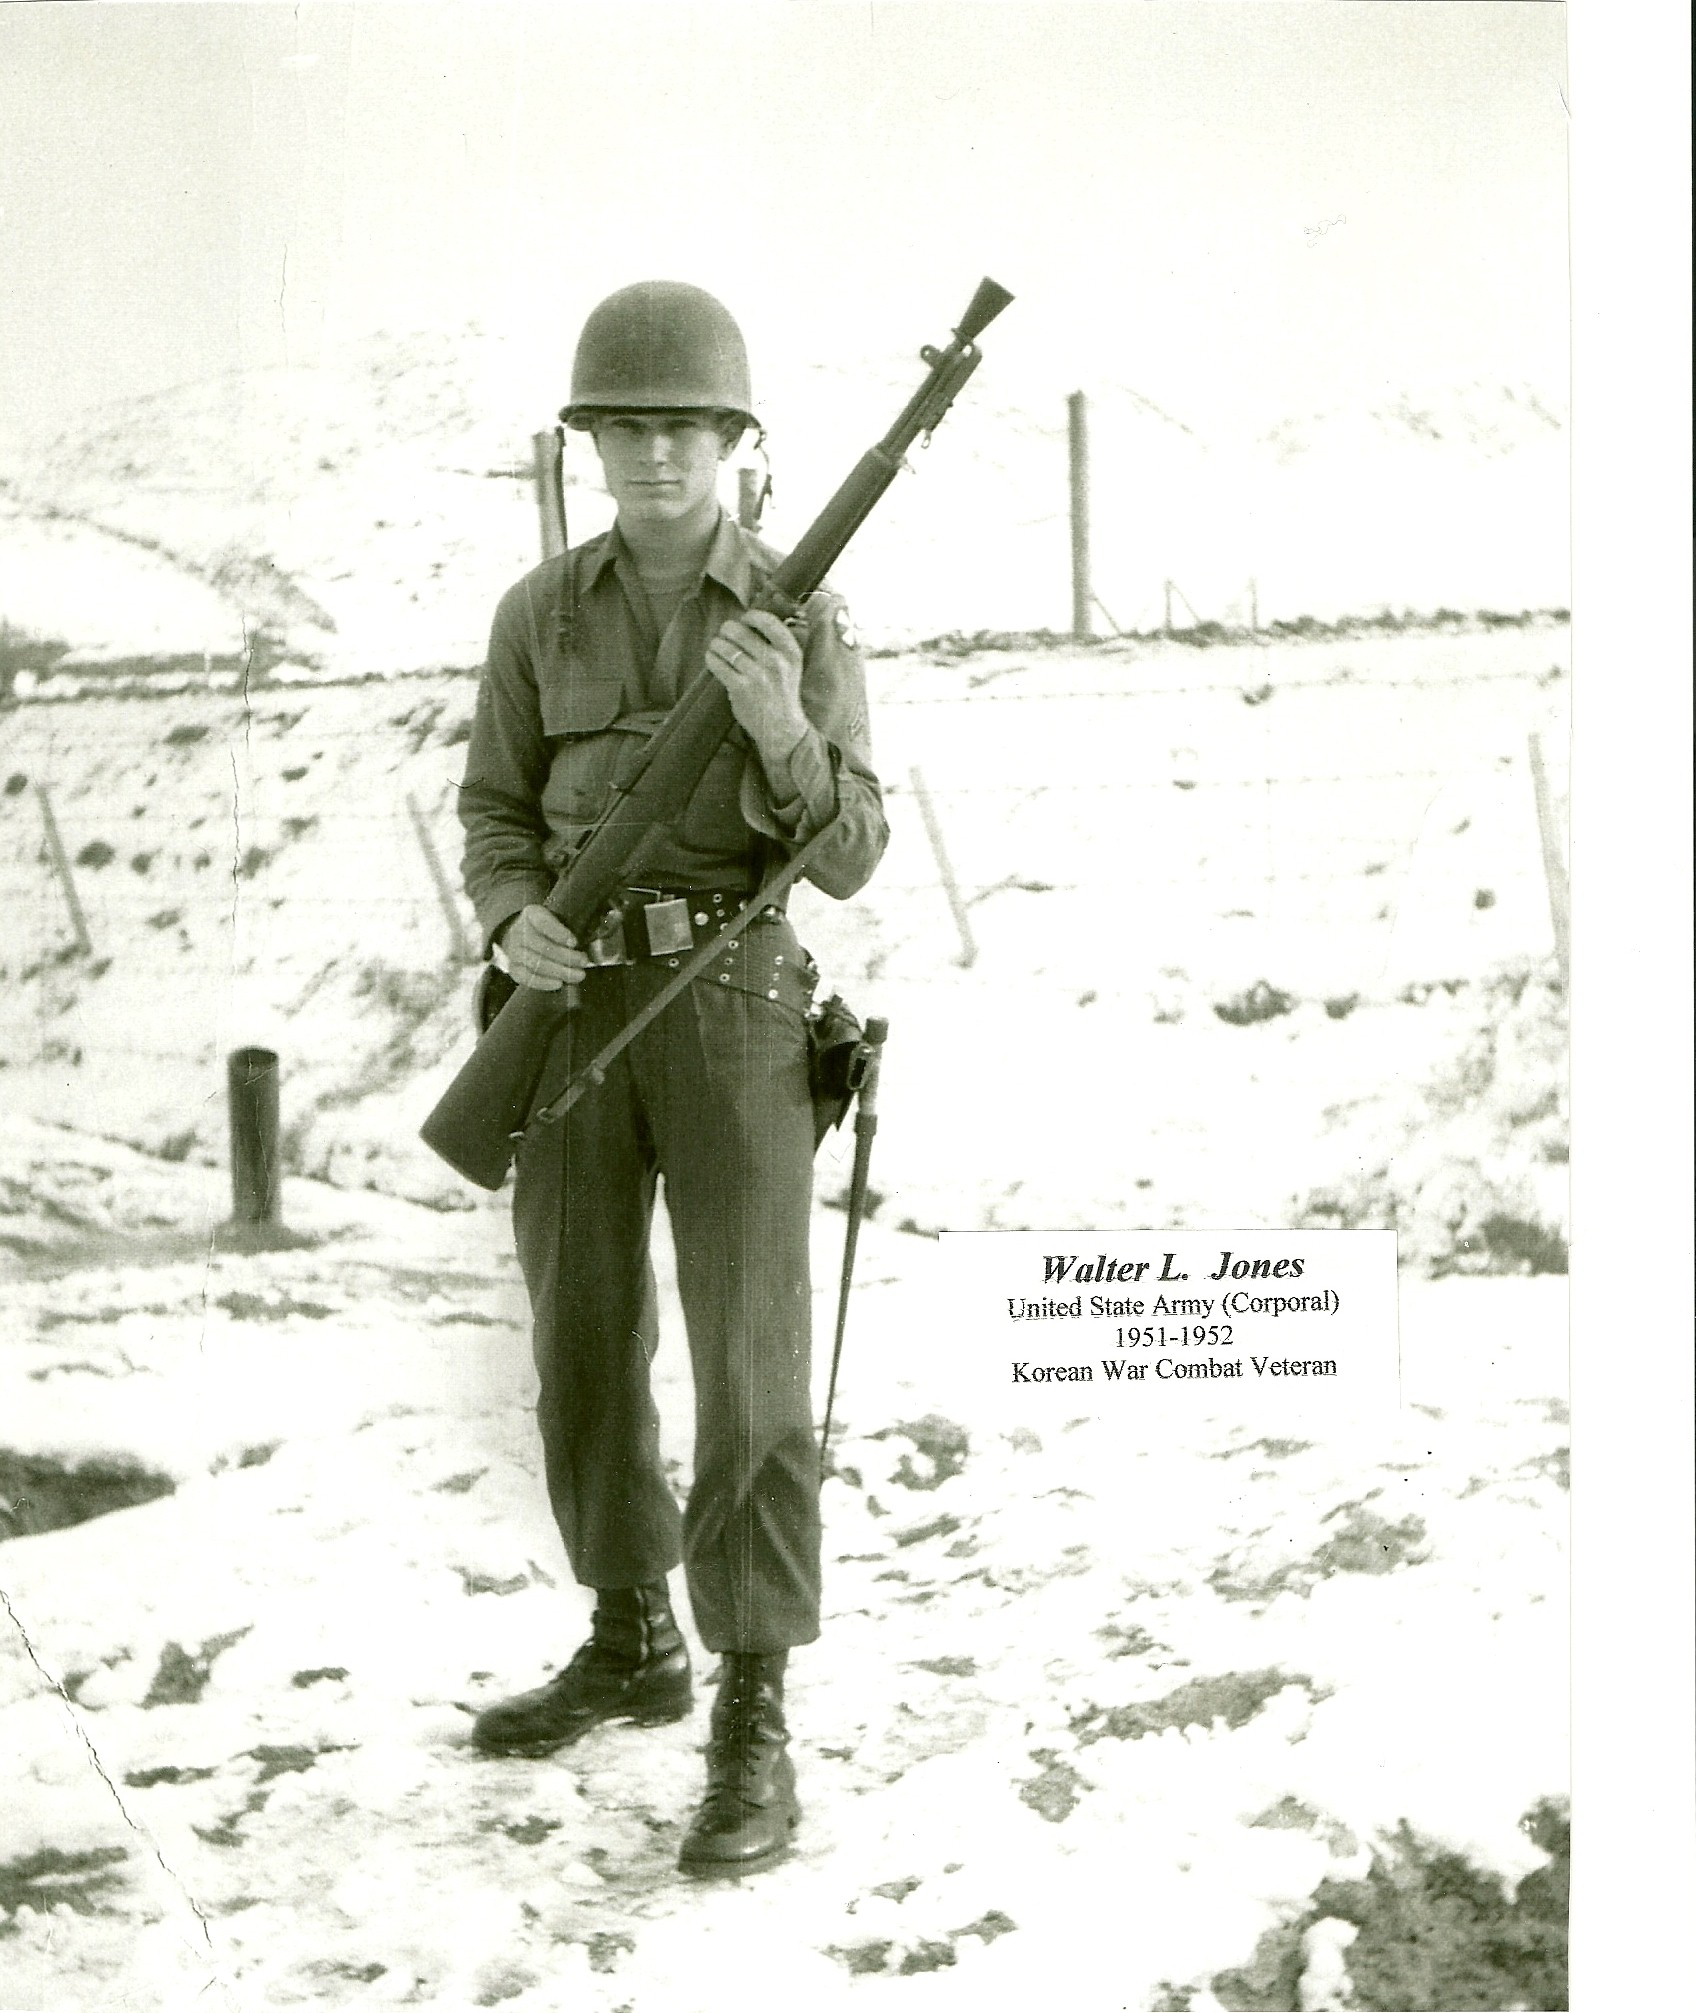 Walter L. Jones
United State Army (Corporal)
1951-1952
Korean War Combat Veteran